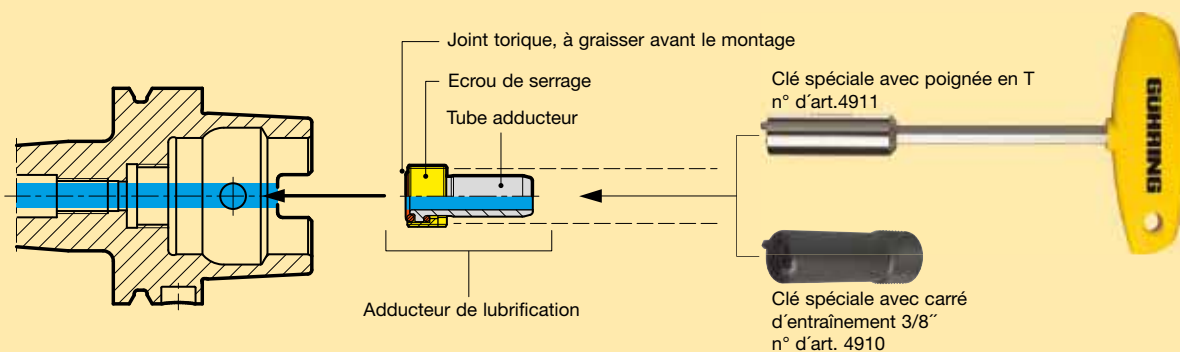 Joint torique, à graisser avant le montage
Ecrou de serrage
Tube adducteur
Adducteur de lubrification
Clé spéciale avec poignée en T
n° d´art.4911
GUHRING
Clé spéciale avec carré
d´entraînement 3/8˝
n° d´art. 4910